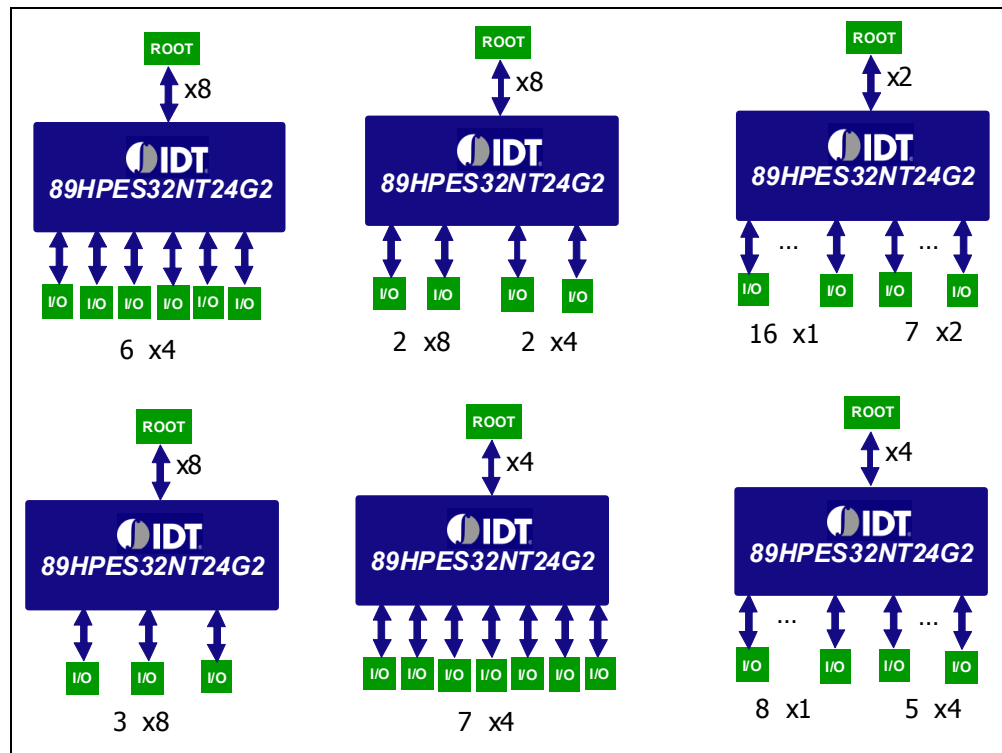 ROOT
x8
IDT
89HPES32NT24G2
I/O I/O I/O I/O I/O I/O
6 x4
ROOT
x8
IDT
89HPES32NT24G2
I/O I/O I/O I/O
2 x8 2 x4
ROOT
x2
IDT
89HPES32NT24G2
... ...
I/O I/O I/O I/O
16 x1 7 x2
ROOT
x8
IDT
89HPES32NT24G2
I/O I/O I/O
3 x8
ROOT
x4
IDT
89HPES32NT24G2
I/O I/O I/O I/O I/O I/O I/O
7 x4
ROOT
x4
IDT
89HPES32NT24G2
... ...
I/O I/O I/O I/O
8 x1 5 x4